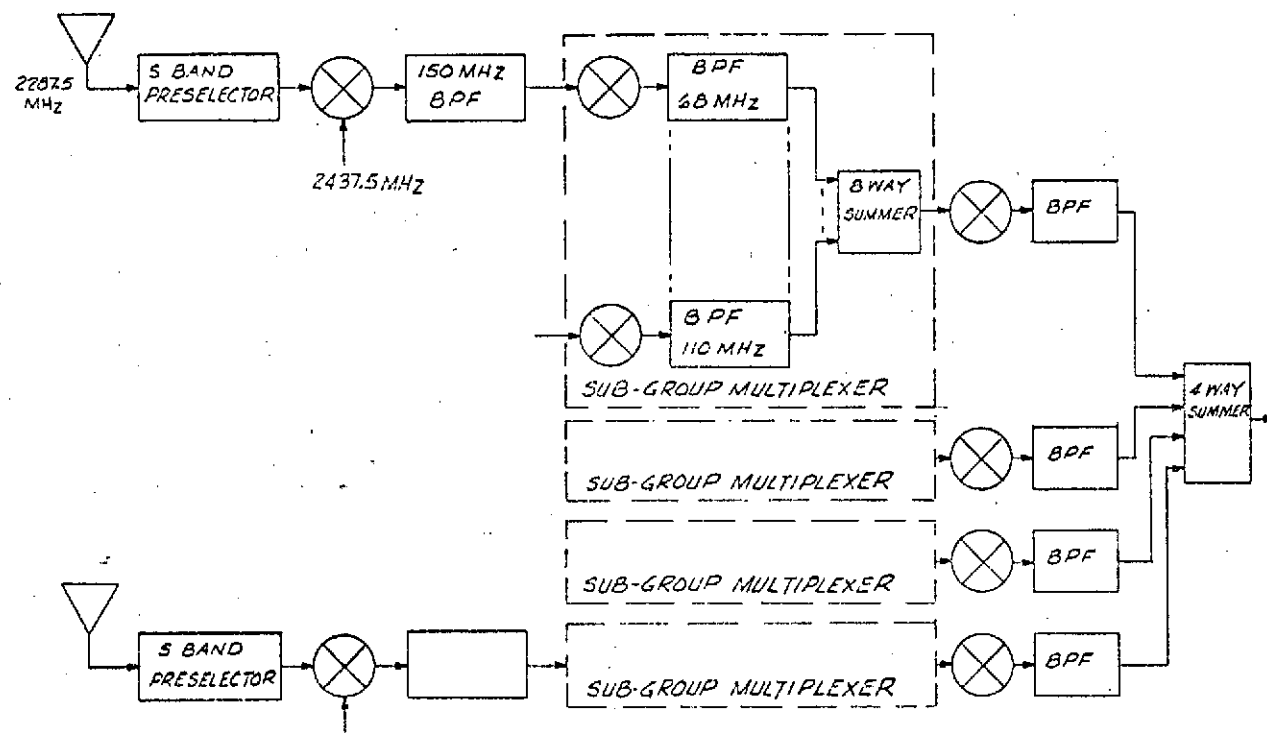 2287.5
MHz
S BAND
PRESELECTOR
2437.5 MHz
150 MHz
BPF
BPF
68 MHz
8 WAY
SUMMER
BPF
110 MHz
SUB-GROUP MULTIPLEXER
BPF
4 WAY
SUMMER
SUB-GROUP MULTIPLEXER
BPF
SUB-GROUP MULTIPLEXER
BPF
S BAND
PRESELECTOR
SUB-GROUP MULTIPLEXER
BPF